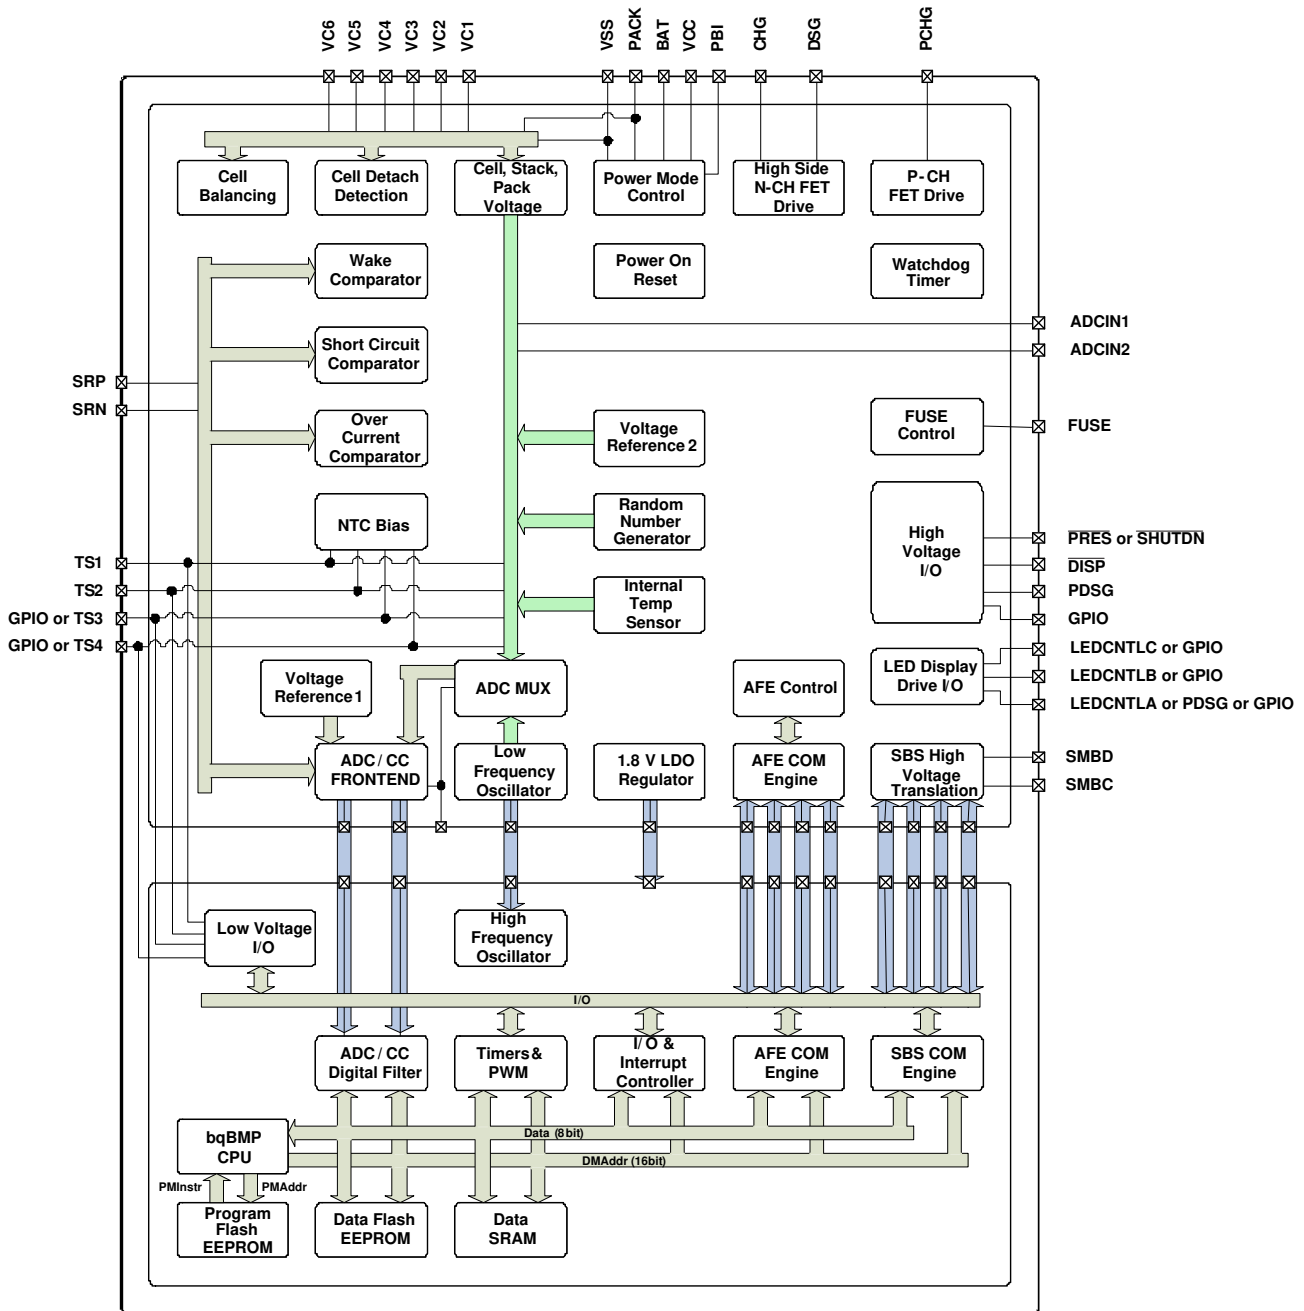 VC6
VC5
VC4
VC3
VC2
VC1
VSS
PACK
BAT
VCC
PBI
CHG
DSG
PCHG
Cell
Balancing
Cell Detach
Detection
Cell, Stack,
Pack
Voltage
Power Mode
Control
High Side
N-CH FET
Drive
P-CH
FET Drive
Wake
Comparator
Power On
Reset
Watchdog
Timer
ADCIN1
ADCIN2
Short Circuit
Comparator
SRP
SRN
Over
Current
Comparator
Voltage
Reference 2
FUSE
Control
FUSE
NTC Bias
Random
Number
Generator
High
Voltage
I/O
PRES or SHUTDN
DISP
PDSG
GPIO
TS1
TS2
GPIO or TS3
GPIO or TS4
Internal
Temp
Sensor
Voltage
Reference 1
ADC MUX
AFE Control
LED Display
Drive I/O
LEDCNTLC or GPIO
LEDCNTLB or GPIO
LEDCNTLA or PDSG or GPIO
ADC / CC
FRONTEND
Low
Frequency
Oscillator
1.8 V LDO
Regulator
AFE COM
Engine
SBS High
Voltage
Translation
SMBD
SMBC
Low Voltage
I/O
High
Frequency
Oscillator
I/O
ADC / CC
Digital Filter
Timers &
PWM
I/O &
Interrupt
Controller
AFE COM
Engine
SBS COM
Engine
bqBMP
CPU
Data (8bit)
DMAddr (16bit)
PMInstr
PMAddr
Program
Flash
EEPROM
Data Flash
EEPROM
Data
SRAM